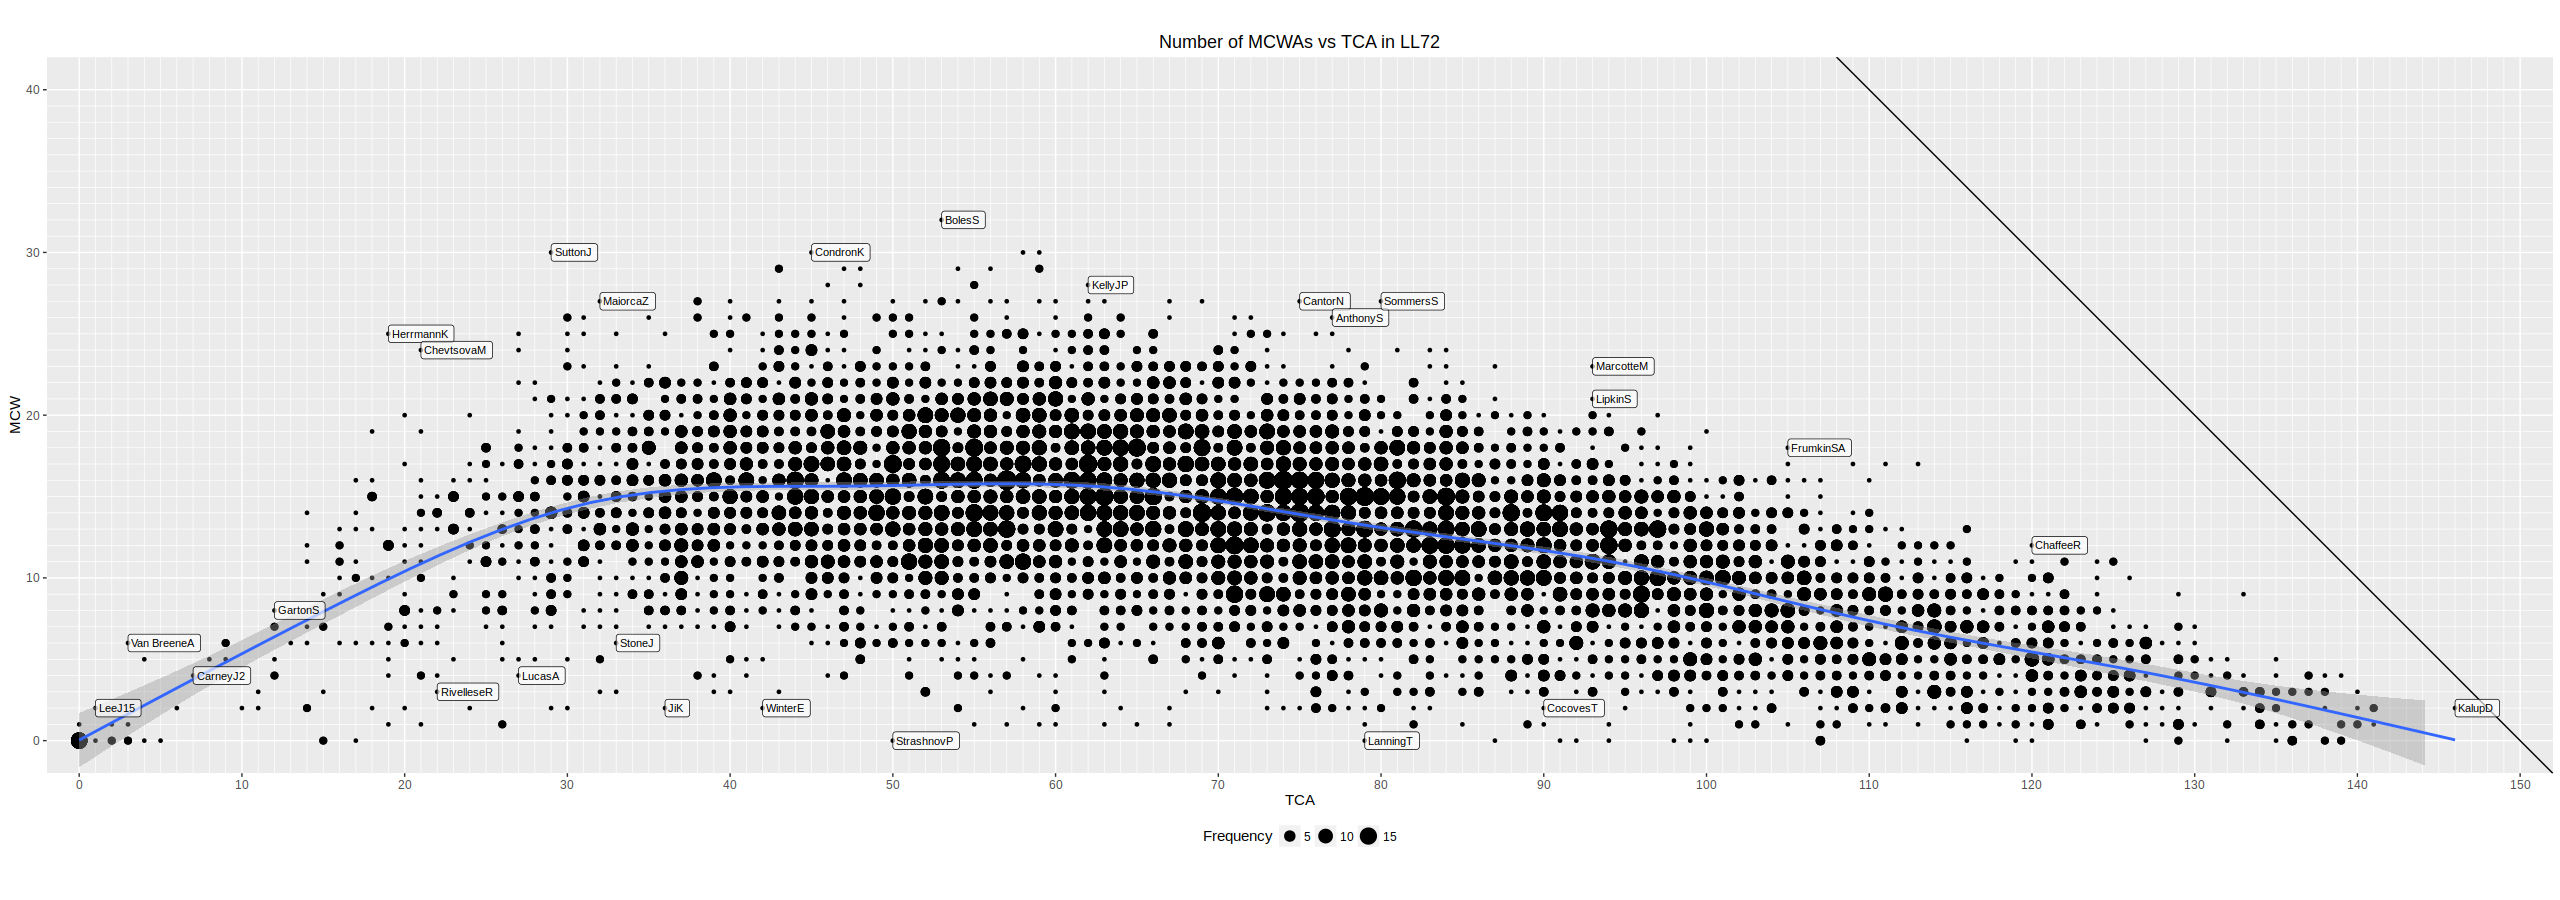 Number of MCWAs vs TCA in LL72
40
30
20
10
0
MCW
BolesS
SuttonJ
CondronK
KellyJP
MaiorcaZ
CantorN
SommersS
AnthonyS
HerrmannK
ChevtsovaM
MarcotteM
LipkinS
FrumkinSA
ChaffeeR
GartonS
Van BreeneA
StoneJ
CarneyJ2
LucasA
RivelleseR
LeeJ15
JiK
WinterE
CocovesT
KalupD
StrashnovP
LanningT
0 10 20 30 40 50 60 70 80 90 100 110 120 130 140 150
TCA
Frequency 5 10 15